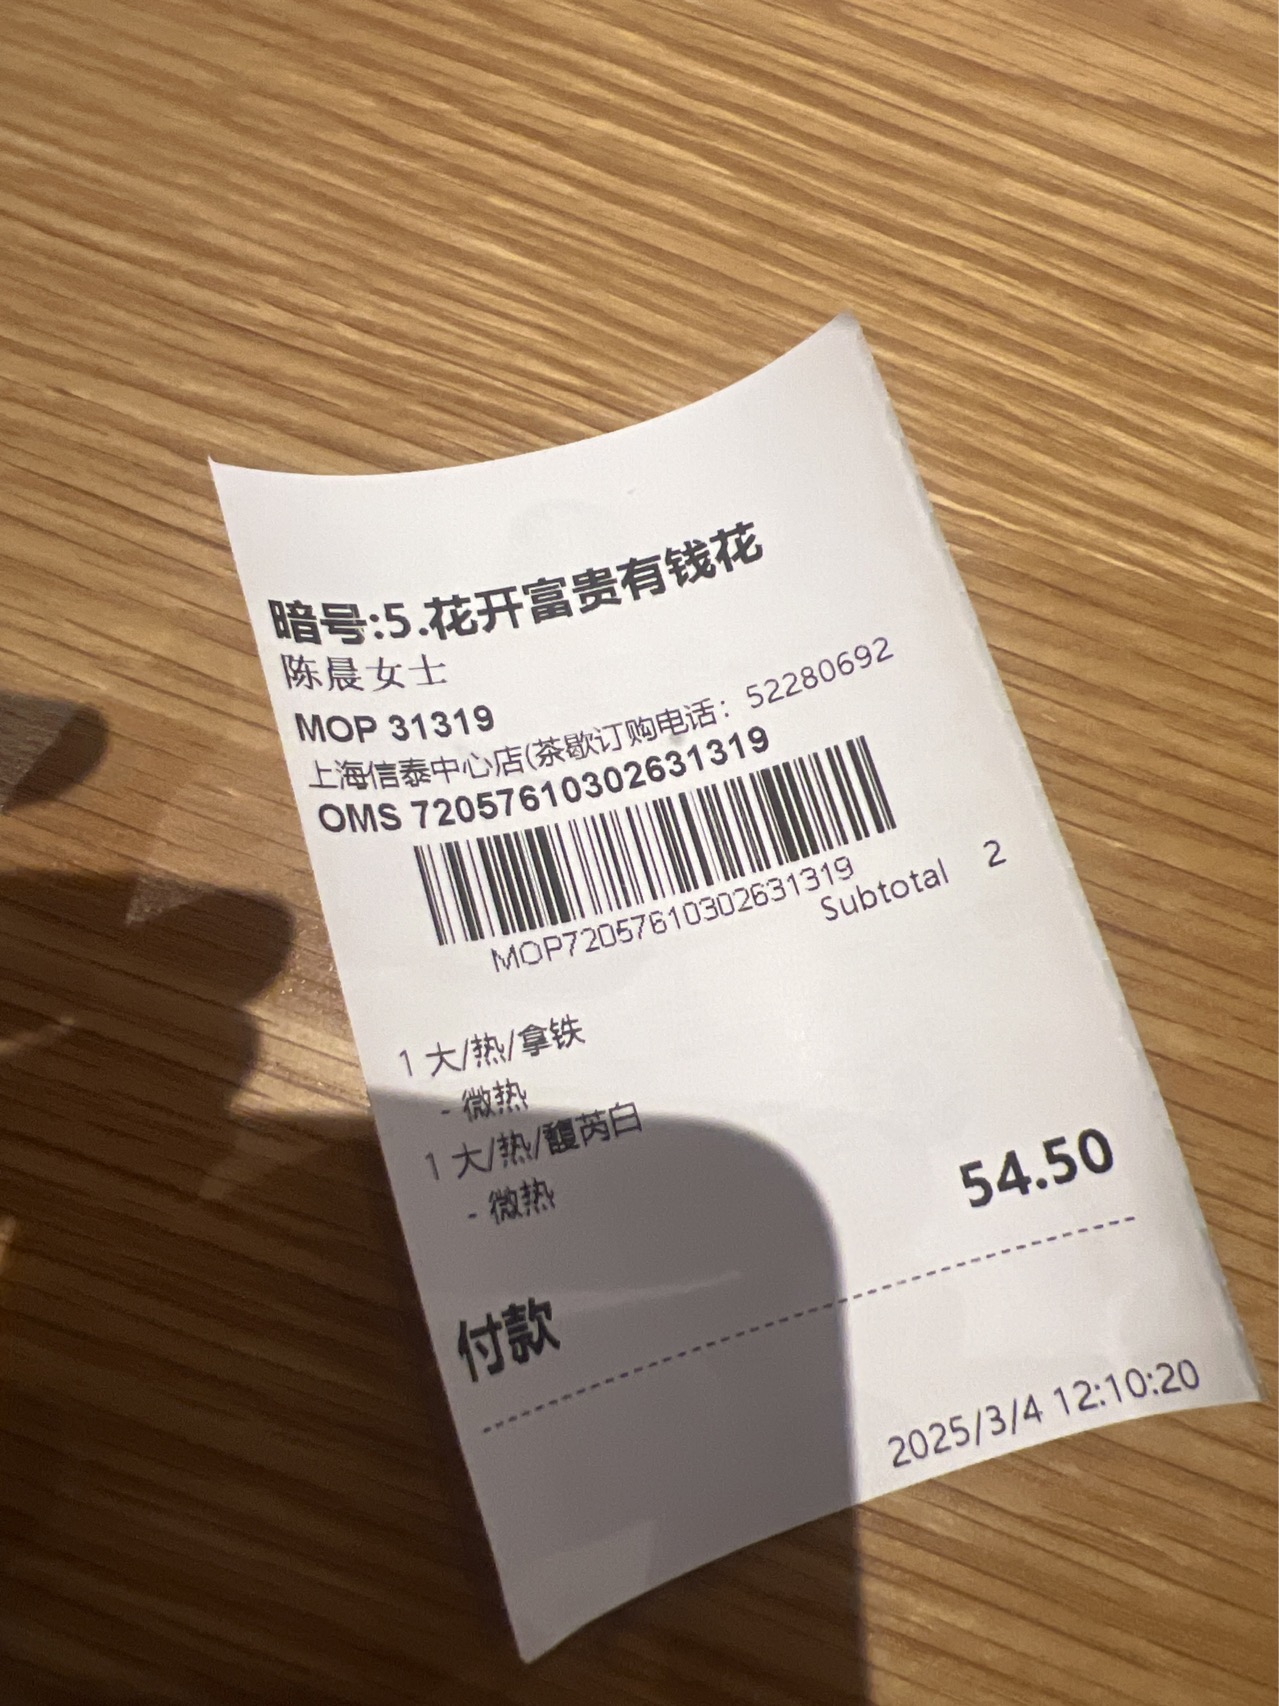 暗号:5.花开富贵有钱花
陈晨女士
MOP 31319
上海信泰中心店(茶歇订购电话：52280692
OMS 72057610302631319
MOP72057610302631319
Subtotal 2
1 大/热/拿铁
- 微热
1 大/热/馥芮白
- 微热
54.50
付款
2025/3/4 12:10:20